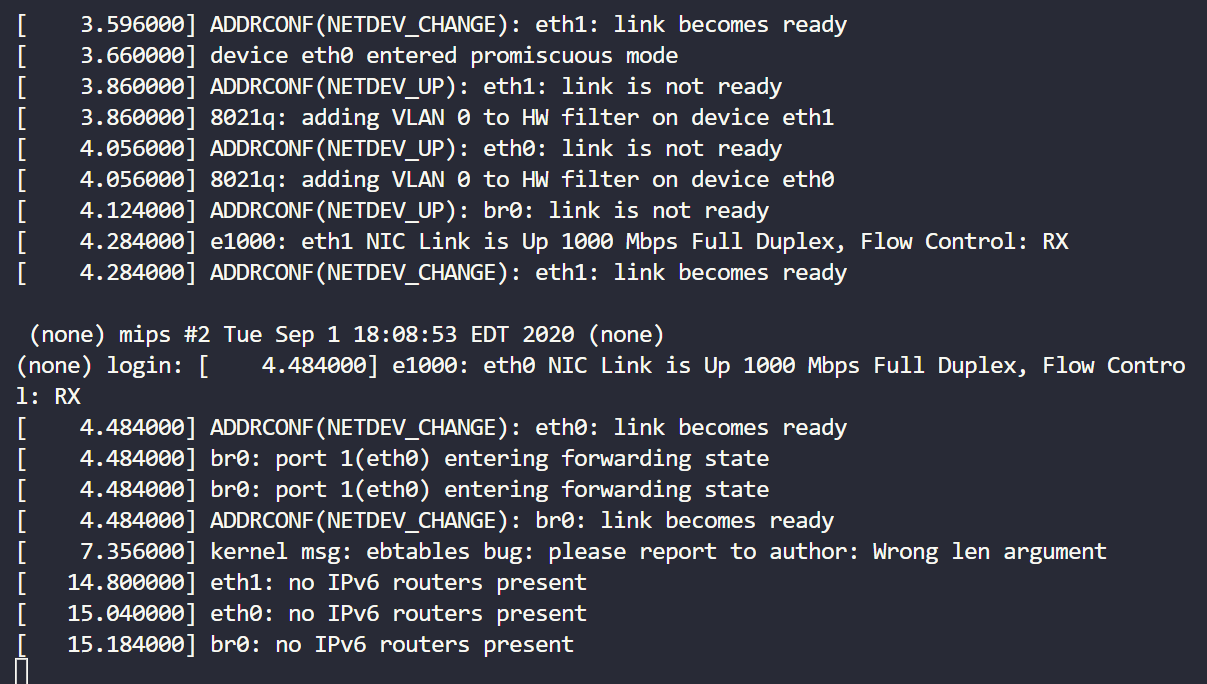 [    3.596000] ADDRCONF(NETDEV_CHANGE): eth1: link becomes ready
[    3.660000] device eth0 entered promiscuous mode
[    3.860000] ADDRCONF(NETDEV_UP): eth1: link is not ready
[    3.860000] 8021q: adding VLAN 0 to HW filter on device eth1
[    4.056000] ADDRCONF(NETDEV_UP): eth0: link is not ready
[    4.056000] 8021q: adding VLAN 0 to HW filter on device eth0
[    4.124000] ADDRCONF(NETDEV_UP): br0: link is not ready
[    4.284000] e1000: eth1 NIC Link is Up 1000 Mbps Full Duplex, Flow Control: RX
[    4.284000] ADDRCONF(NETDEV_CHANGE): eth1: link becomes ready
 (none) mips #2 Tue Sep 1 18:08:53 EDT 2020 (none)
(none) login: [    4.484000] e1000: eth0 NIC Link is Up 1000 Mbps Full Duplex, Flow Contro
l: RX
[    4.484000] ADDRCONF(NETDEV_CHANGE): eth0: link becomes ready
[    4.484000] br0: port 1(eth0) entering forwarding state
[    4.484000] br0: port 1(eth0) entering forwarding state
[    4.484000] ADDRCONF(NETDEV_CHANGE): br0: link becomes ready
[    7.356000] kernel msg: ebtables bug: please report to author: Wrong len argument
[   14.800000] eth1: no IPv6 routers present
[   15.040000] eth0: no IPv6 routers present
[   15.184000] br0: no IPv6 routers present